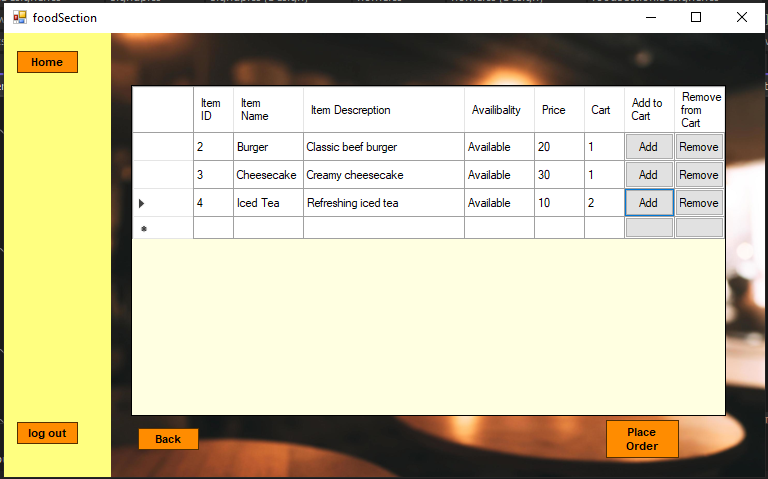 foodSection
Home
Item ID
Item Name
Item Descreption
Availibality
Price
Cart
Add to Cart
Remove from Cart
2 Burger Classic beef burger Available 20 1 Add Remove
3 Cheesecake Creamy cheesecake Available 30 1 Add Remove
4 Iced Tea Refreshing iced tea Available 10 2 Add Remove
log out
Back
Place
Order